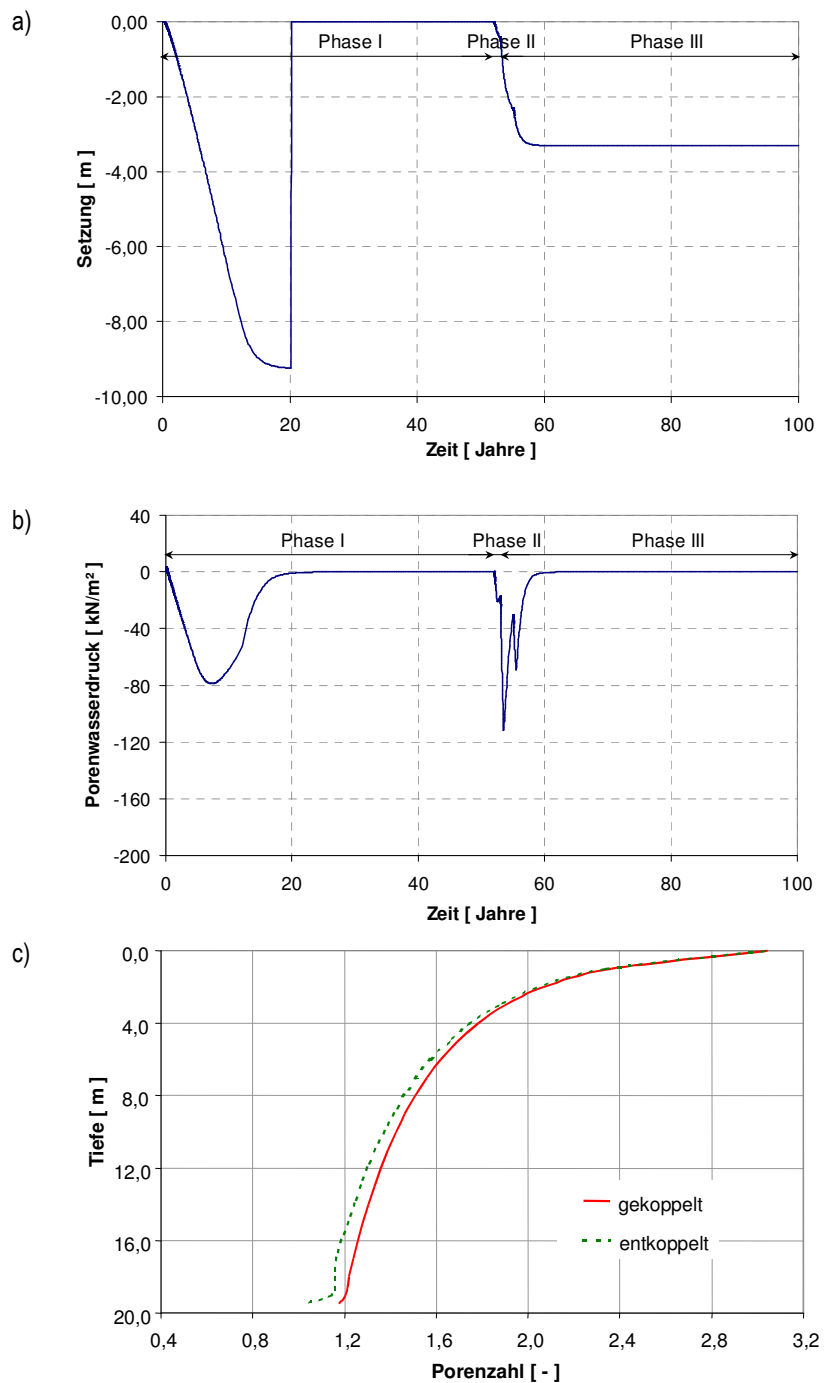 a)
0,00
-2,00
-4,00
-6,00
-8,00
-10,00
Setzung [ m ]
Phase I
Phase II
Phase III
0
20
40
60
80
100
Zeit [ Jahre ]
b)
40
0
-40
-80
-120
-160
-200
Porenwasserdruck [ kN/m² ]
Phase I
Phase II
Phase III
0
20
40
60
80
100
Zeit [ Jahre ]
c)
0,0
4,0
8,0
12,0
16,0
20,0
Tiefe [ m ]
gekoppelt
entkoppelt
0,4
0,8
1,2
1,6
2,0
2,4
2,8
3,2
Porenzahl [ - ]